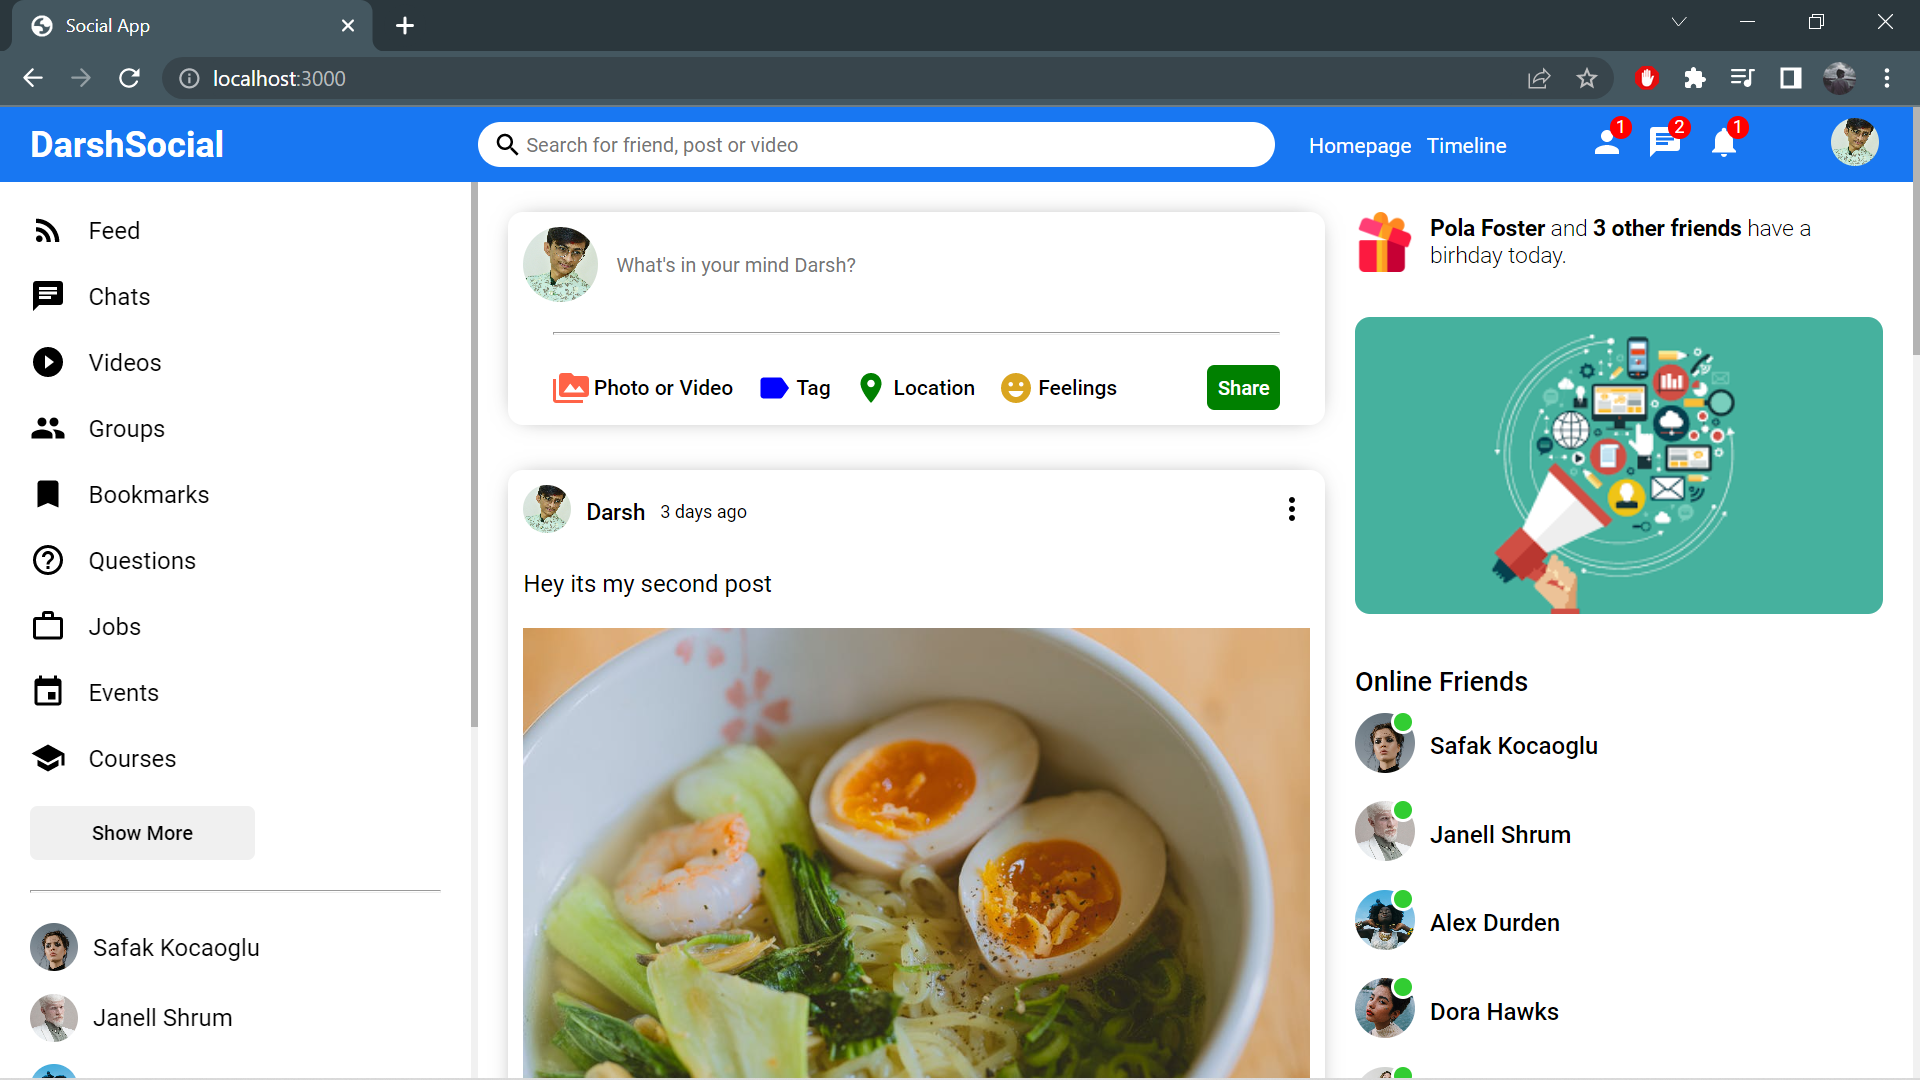 Social App
localhost:3000
DarshSocial
Search for friend, post or video
Homepage Timeline
1
2
1
Feed
Chats
Videos
Groups
Bookmarks
Questions
Jobs
Events
Courses
Show More
Safak Kocaoglu
Janell Shrum
What's in your mind Darsh?
Photo or Video Tag Location Feelings Share
Darsh 3 days ago
Hey its my second post
Pola Foster and 3 other friends have a
birhday today.
Online Friends
Safak Kocaoglu
Janell Shrum
Alex Durden
Dora Hawks